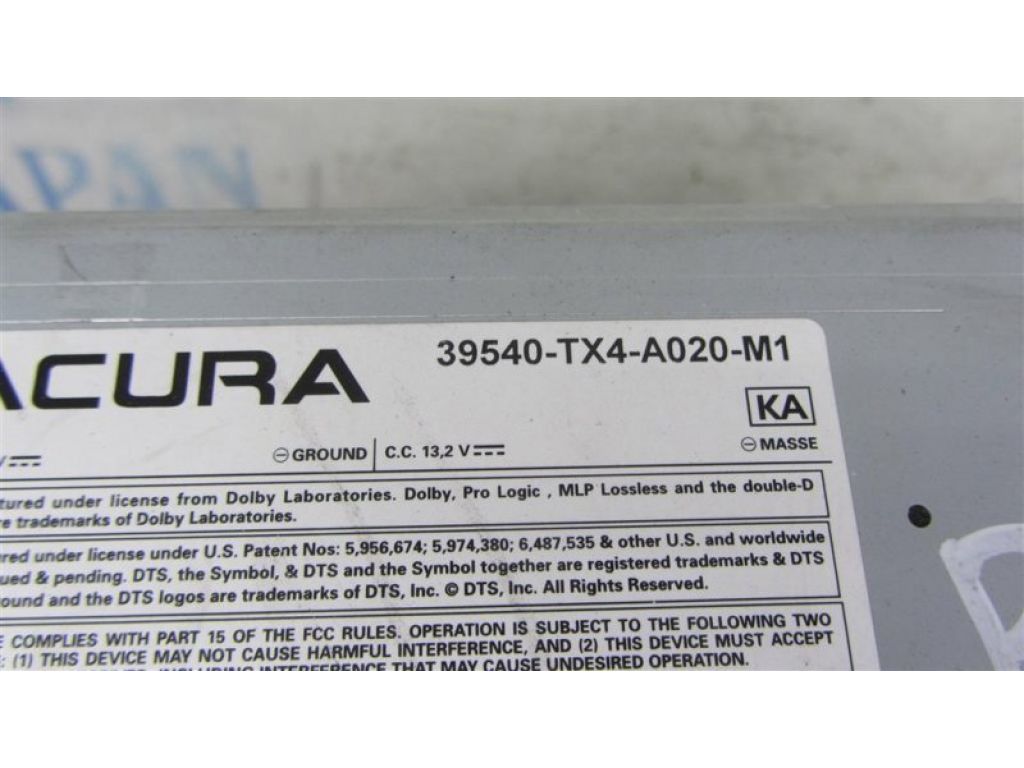 JAPAN
ACURA
39540-TX4-A020-M1
KA
V ⊖ GROUND C.C. 13,2 V ⊖ MASSE
tured under license from Dolby Laboratories. Dolby, Pro Logic , MLP Lossless and the double-D
re trademarks of Dolby Laboratories.
red under license under U.S. Patent Nos: 5,956,674; 5,974,380; 6,487,535 & other U.S. and worldwide
ued & pending. DTS, the Symbol, & DTS and the Symbol together are registered trademarks & DTS
ound and the DTS logos are trademarks of DTS, Inc. © DTS, Inc. All Rights Reserved.
E COMPLIES WITH PART 15 OF THE FCC RULES. OPERATION IS SUBJECT TO THE FOLLOWING TWO
: (1) THIS DEVICE MAY NOT CAUSE HARMFUL INTERFERENCE, AND (2) THIS DEVICE MUST ACCEPT
INCLUDING INTERFERENCE THAT MAY CAUSE UNDESIRED OPERATION.